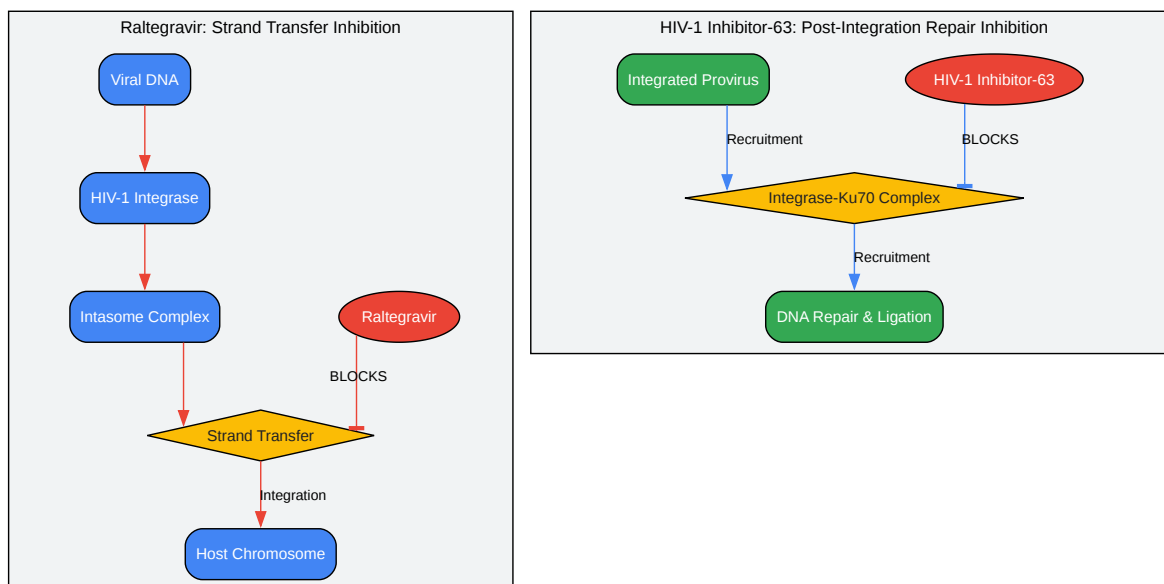 Raltegravir: Strand Transfer Inhibition
Viral DNA
HIV-1 Integrase
Intasome Complex
Raltegravir
BLOCKS
Strand Transfer
Integration
Host Chromosome
HIV-1 Inhibitor-63: Post-Integration Repair Inhibition
Integrated Provirus
HIV-1 Inhibitor-63
Recruitment
BLOCKS
Integrase-Ku70 Complex
Recruitment
DNA Repair & Ligation